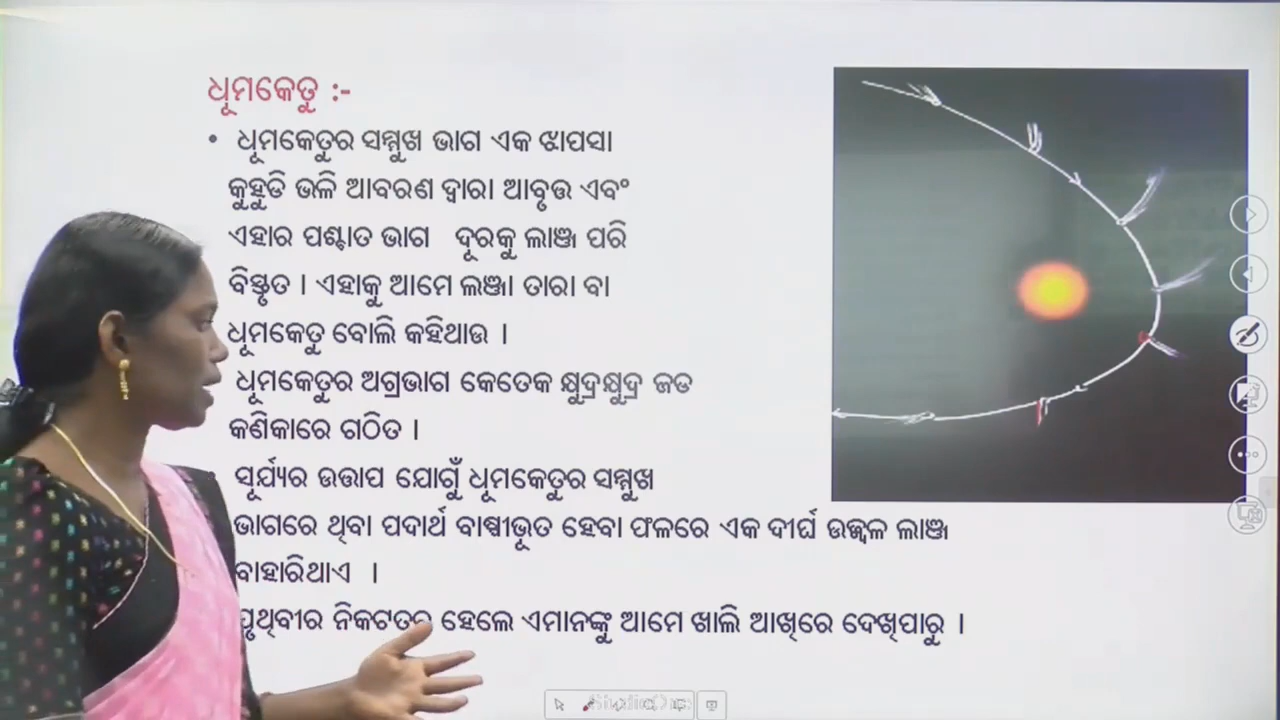 ଧୂମକେତୁ :-
• ଧୂମକେତୁର ସମ୍ମୁଖ ଭାଗ ଏକ ଝାପସା
କୁହୁଡି ଭଳି ଆବରଣ ଦ୍ୱାରା ଆବୃତ୍ତ ଏବଂ
ଏହାର ପଶ୍ଚାତ ଭାଗ ଦୂରକୁ ଲାଞ୍ଜ ପରି
ବିସ୍ତୃତ । ଏହାକୁ ଆମେ ଲଞ୍ଜା ତାରା ବା
ଧୂମକେତୁ ବୋଲି କହିଥାଉ ।
ଧୂମକେତୁର ଅଗ୍ରଭାଗ କେତେକ କ୍ଷୁଦ୍ରକ୍ଷୁଦ୍ର ଜଡ
କଣିକାରେ ଗଠିତ ।
ସୂର୍ଯ୍ୟର ଉତ୍ତାପ ଯୋଗୁଁ ଧୂମକେତୁର ସମ୍ମୁଖ
ଭାଗରେ ଥିବା ପଦାର୍ଥ ବାଷ୍ପୀଭୂତ ହେବା ଫଳରେ ଏକ ଦୀର୍ଘ ଉଜ୍ଜ୍ୱଳ ଲାଞ୍ଜ
ବାହାରିଥାଏ ।
ପୃଥିବୀର ନିକଟତର ହେଲେ ଏମାନଙ୍କୁ ଆମେ ଖାଲି ଆଖିରେ ଦେଖିପାରୁ ।